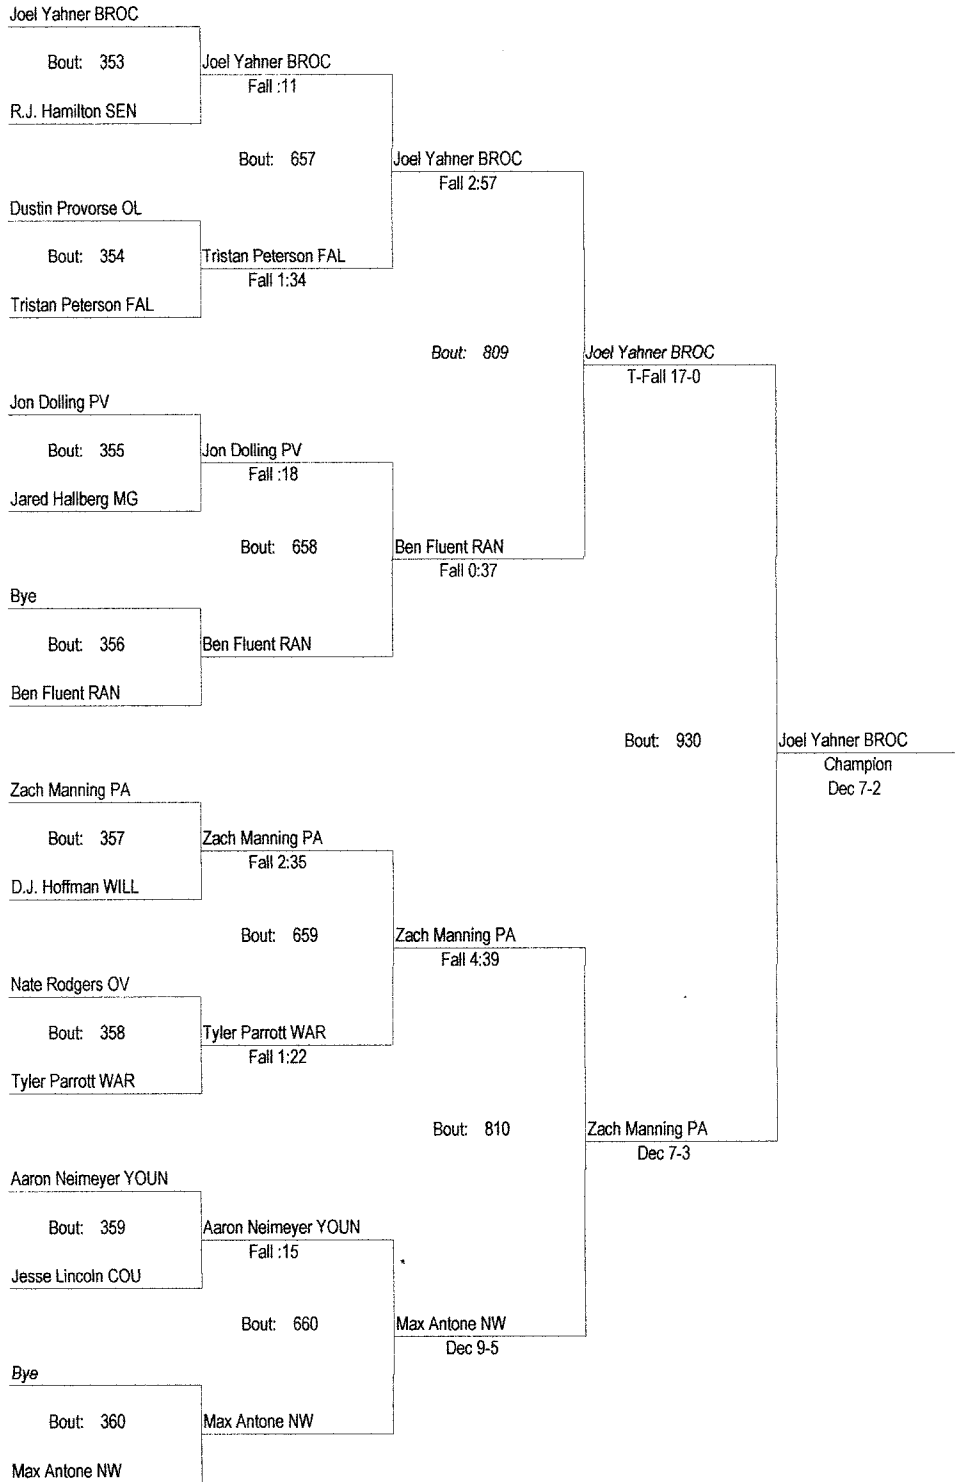 Joel Yahner BROC
Bout: 353
Joel Yahner BROC
Fall :11
R.J. Hamilton SEN
Bout: 657
Joel Yahner BROC
Fall 2:57
Dustin Provorse OL
Bout: 354
Tristan Peterson FAL
Fall 1:34
Tristan Peterson FAL
Bout: 809
Joel Yahner BROC
T-Fall 17-0
Jon Dolling PV
Bout: 355
Jon Dolling PV
Fall :18
Jared Hallberg MG
Bout: 658
Ben Fluent RAN
Fall 0:37
Bye
Bout: 356
Ben Fluent RAN
Ben Fluent RAN
Bout: 930
Joel Yahner BROC
Champion
Dec 7-2
Zach Manning PA
Bout: 357
Zach Manning PA
Fall 2:35
D.J. Hoffman WILL
Bout: 659
Zach Manning PA
Fall 4:39
Nate Rodgers OV
Bout: 358
Tyler Parrott WAR
Fall 1:22
Tyler Parrott WAR
Bout: 810
Zach Manning PA
Dec 7-3
Aaron Neimeyer YOUN
Bout: 359
Aaron Neimeyer YOUN
Fall :15
Jesse Lincoln COU
Bout: 660
Max Antone NW
Dec 9-5
Bye
Bout: 360
Max Antone NW
Max Antone NW